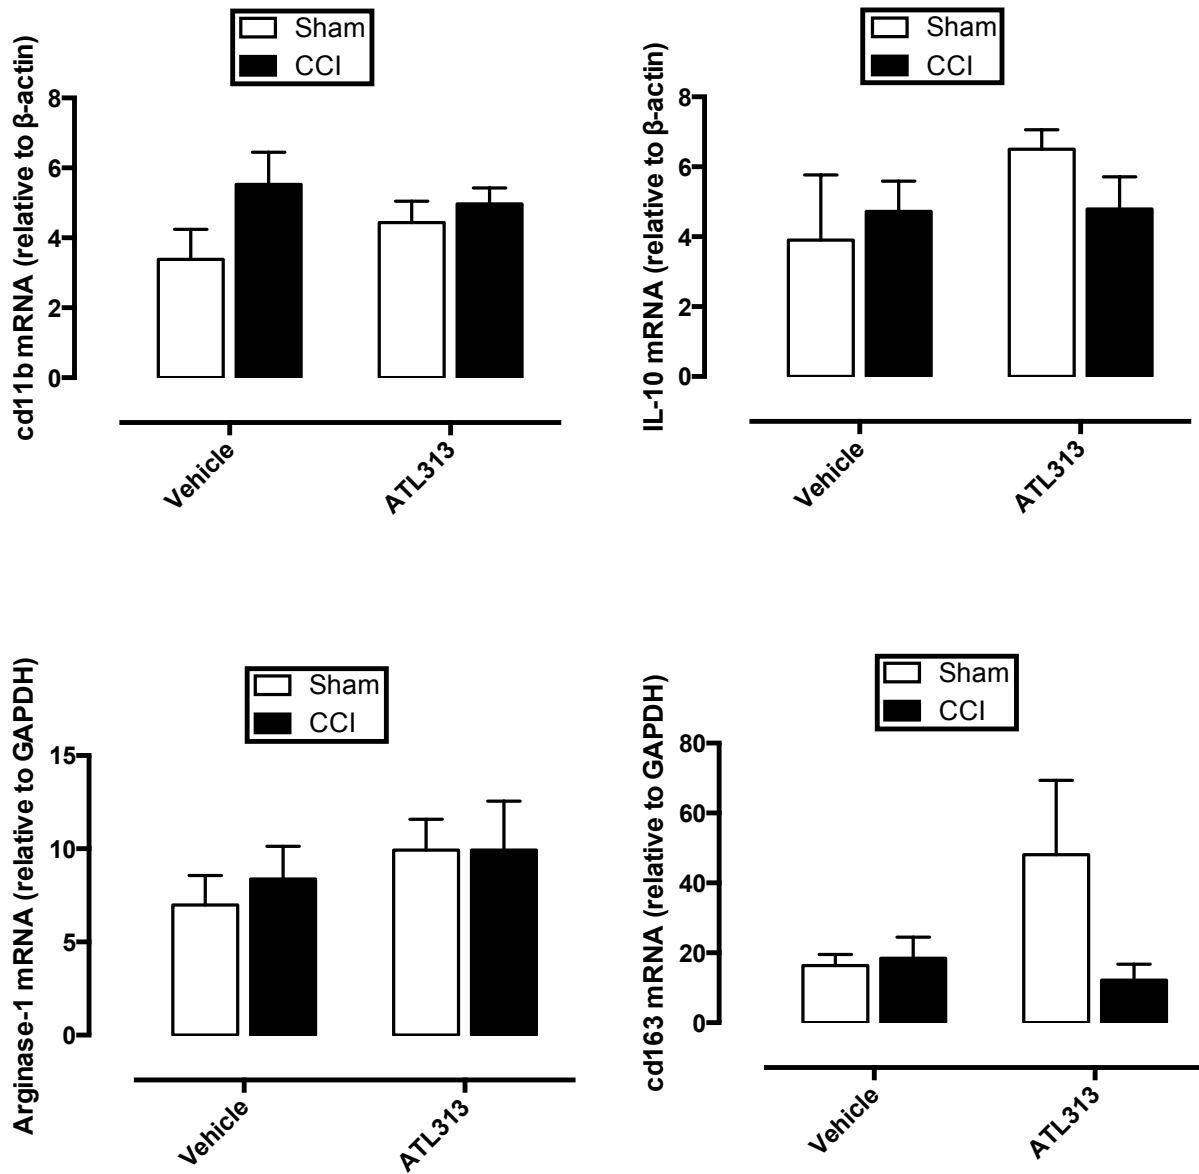 Sham
CCI
cd11b mRNA (relative to β-actin)
8
6
4
2
0
Vehicle
ATL313
Sham
CCI
IL-10 mRNA (relative to β-actin)
8
6
4
2
0
Vehicle
ATL313
Sham
CCI
Arginase-1 mRNA (relative to GAPDH)
15
10
5
0
Vehicle
ATL313
Sham
CCI
cd163 mRNA (relative to GAPDH)
80
60
40
20
0
Vehicle
ATL313